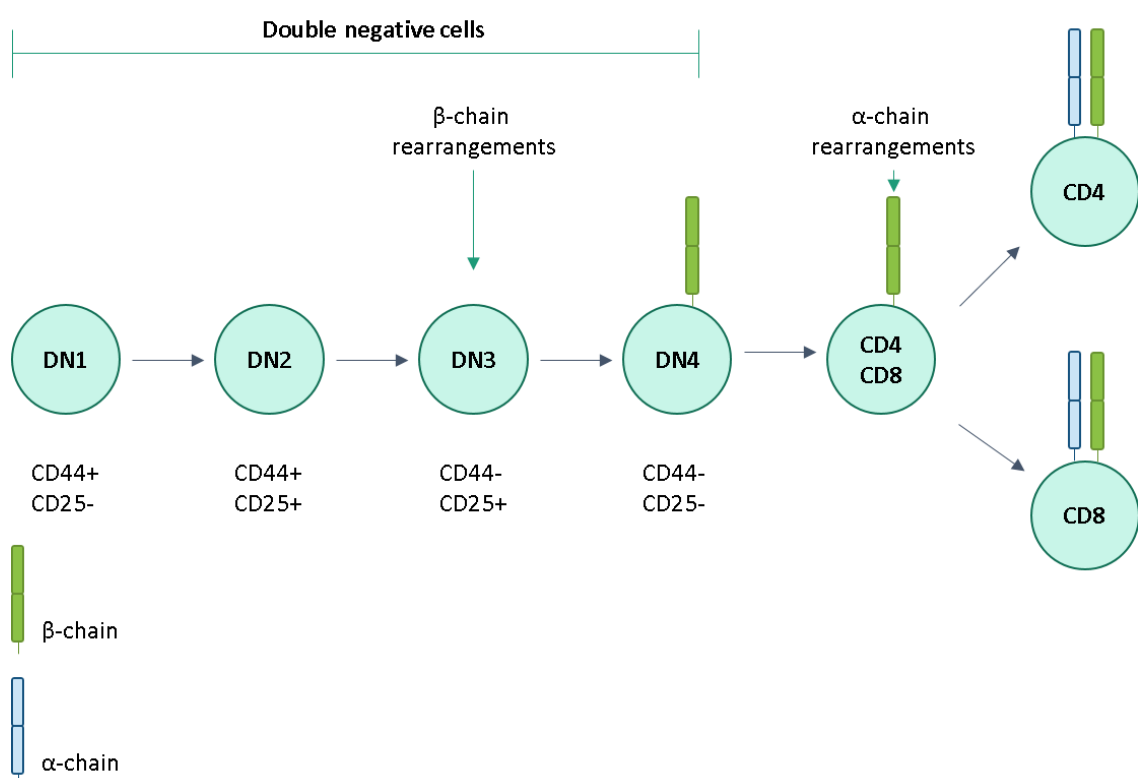 Double negative cells
β-chain
rearrangements
α-chain
rearrangements
CD4
DN1
DN2
DN3
DN4
CD4
CD8
CD44+
CD25-
CD44+
CD25+
CD44-
CD25+
CD44-
CD25-
CD8
β-chain
α-chain